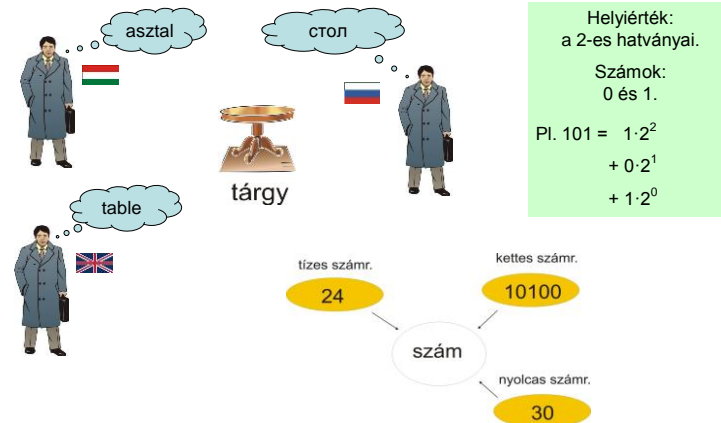 asztal
стол
tárgy
table
Helyiérték:
a 2-es hatványai.
Számok:
0 és 1.
Pl. 101 = 1·2²
+ 0·2¹
+ 1·2⁰
tízes számr.
24
kettes számr.
10100
szám
nyolcas számr.
30